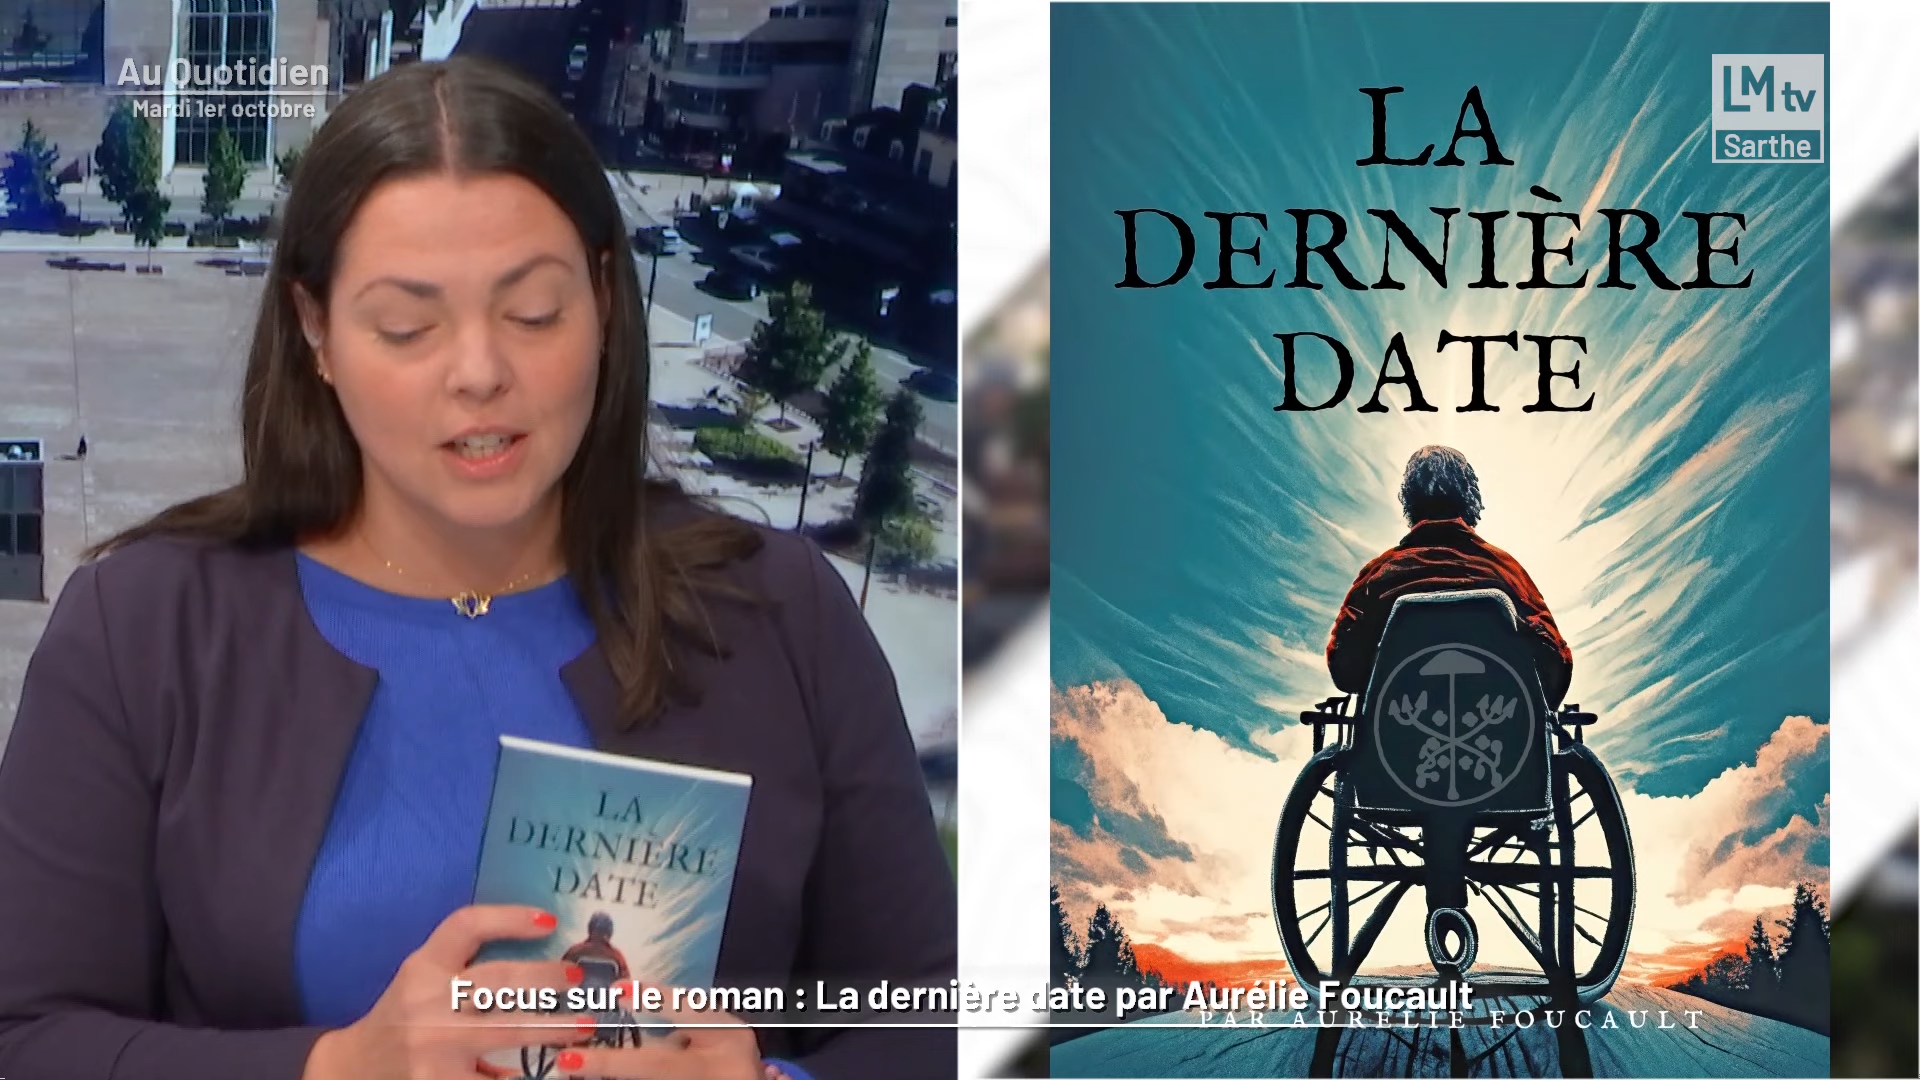 Au Quotidien
Mardi 1er octobre
LA
DERNIÈRE
DATE
LM tv
Sarthe
LA
DERNIÈRE
DATE
Focus sur le roman : La dernière date par Aurélie Foucault
PAR AURÉLIE FOUCAULT